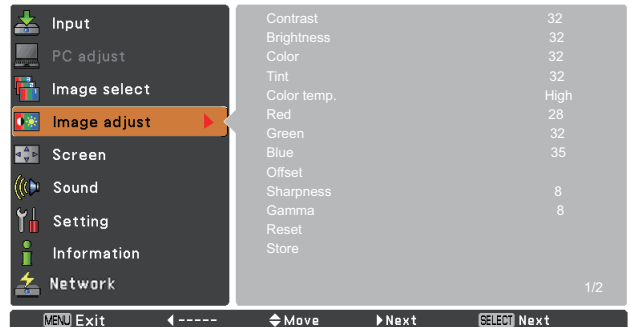 Input
PC adjust
Image select
Image adjust
Screen
Sound
Setting
Information
Network
Contrast 32
Brightness 32
Color 32
Tint 32
Color temp. High
Red 28
Green 32
Blue 35
Offset
Sharpness 8
Gamma 8
Reset
Store
1/2
MENU Exit ◀ ----- ◆ Move ▶ Next SELECT Next